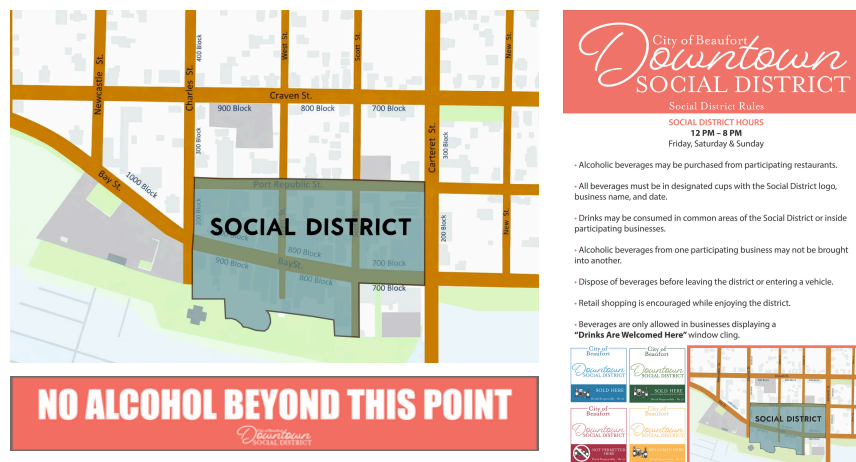 400 Block
West St.
Scott St.
New St.
Newcastle St.
Charles St.
Craven St.
900 Block
800 Block
700 Block
300 Block
Carteret St.
300 Block
Bay St.
1000 Block
Port Republic St.
200 Block
SOCIAL DISTRICT
200 Block
New St.
800 Block
900 Block
Bay St.
700 Block
800 Block
700 Block
NO ALCOHOL BEYOND THIS POINT
Downtown
SOCIAL DISTRICT
City of Beaufort
Downtown
SOCIAL DISTRICT
Social District Rules
SOCIAL DISTRICT HOURS
12 PM – 8 PM
Friday, Saturday & Sunday
• Alcoholic beverages may be purchased from participating restaurants.
• All beverages must be in designated cups with the Social District logo,
business name, and date.
• Drinks may be consumed in common areas of the Social District or inside
participating businesses.
• Alcoholic beverages from one participating business may not be brought
into another.
• Dispose of beverages before leaving the district or entering a vehicle.
• Retail shopping is encouraged while enjoying the district.
• Beverages are only allowed in businesses displaying a
“Drinks Are Welcomed Here” window cling.
City of
Beaufort
Downtown
SOCIAL DISTRICT
SOLD HERE
City of
Beaufort
Downtown
SOCIAL DISTRICT
SOLD HERE
City of
Beaufort
Downtown
SOCIAL DISTRICT
NOT PERMITTED
HERE
City of
Beaufort
Downtown
SOCIAL DISTRICT
WELCOMED HERE
SOCIAL DISTRICT